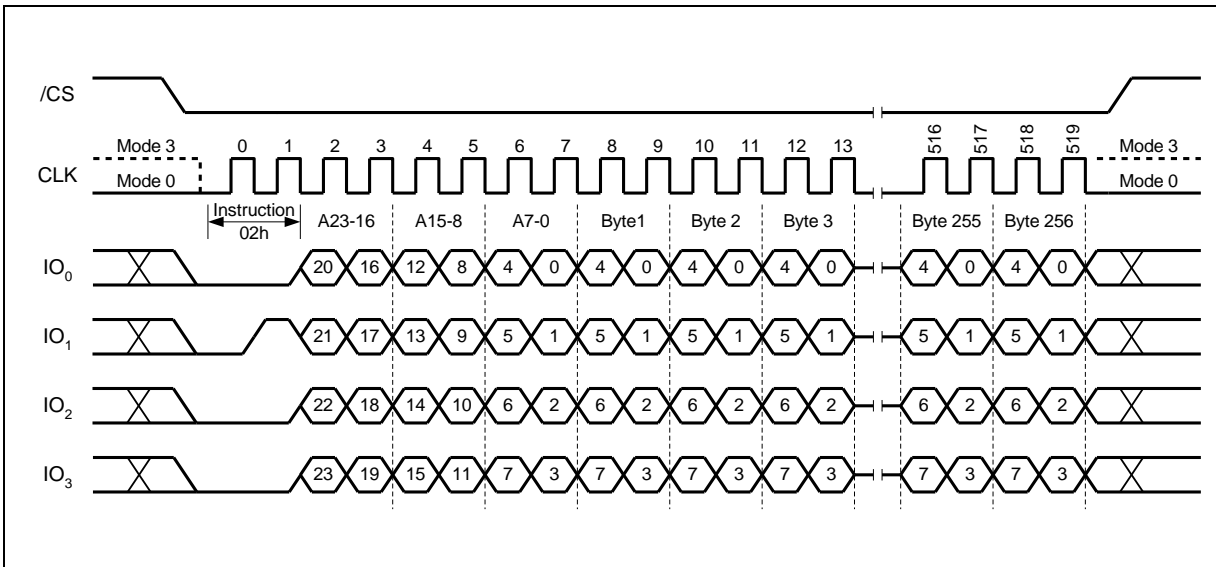 /CS
Mode 3 0 1 2 3 4 5 6 7 8 9 10 11 12 13 516 517 518 519 Mode 3
CLK
Mode 0 Mode 0
Instruction A23-16 A15-8 A7-0 Byte1 Byte 2 Byte 3 Byte 255 Byte 256
02h
IO0 20 16 12 8 4 0 4 0 4 0 4 0 4 0 4 0
IO1 21 17 13 9 5 1 5 1 5 1 5 1 5 1 5 1
IO2 22 18 14 10 6 2 6 2 6 2 6 2 6 2 6 2
IO3 23 19 15 11 7 3 7 3 7 3 7 3 7 3 7 3